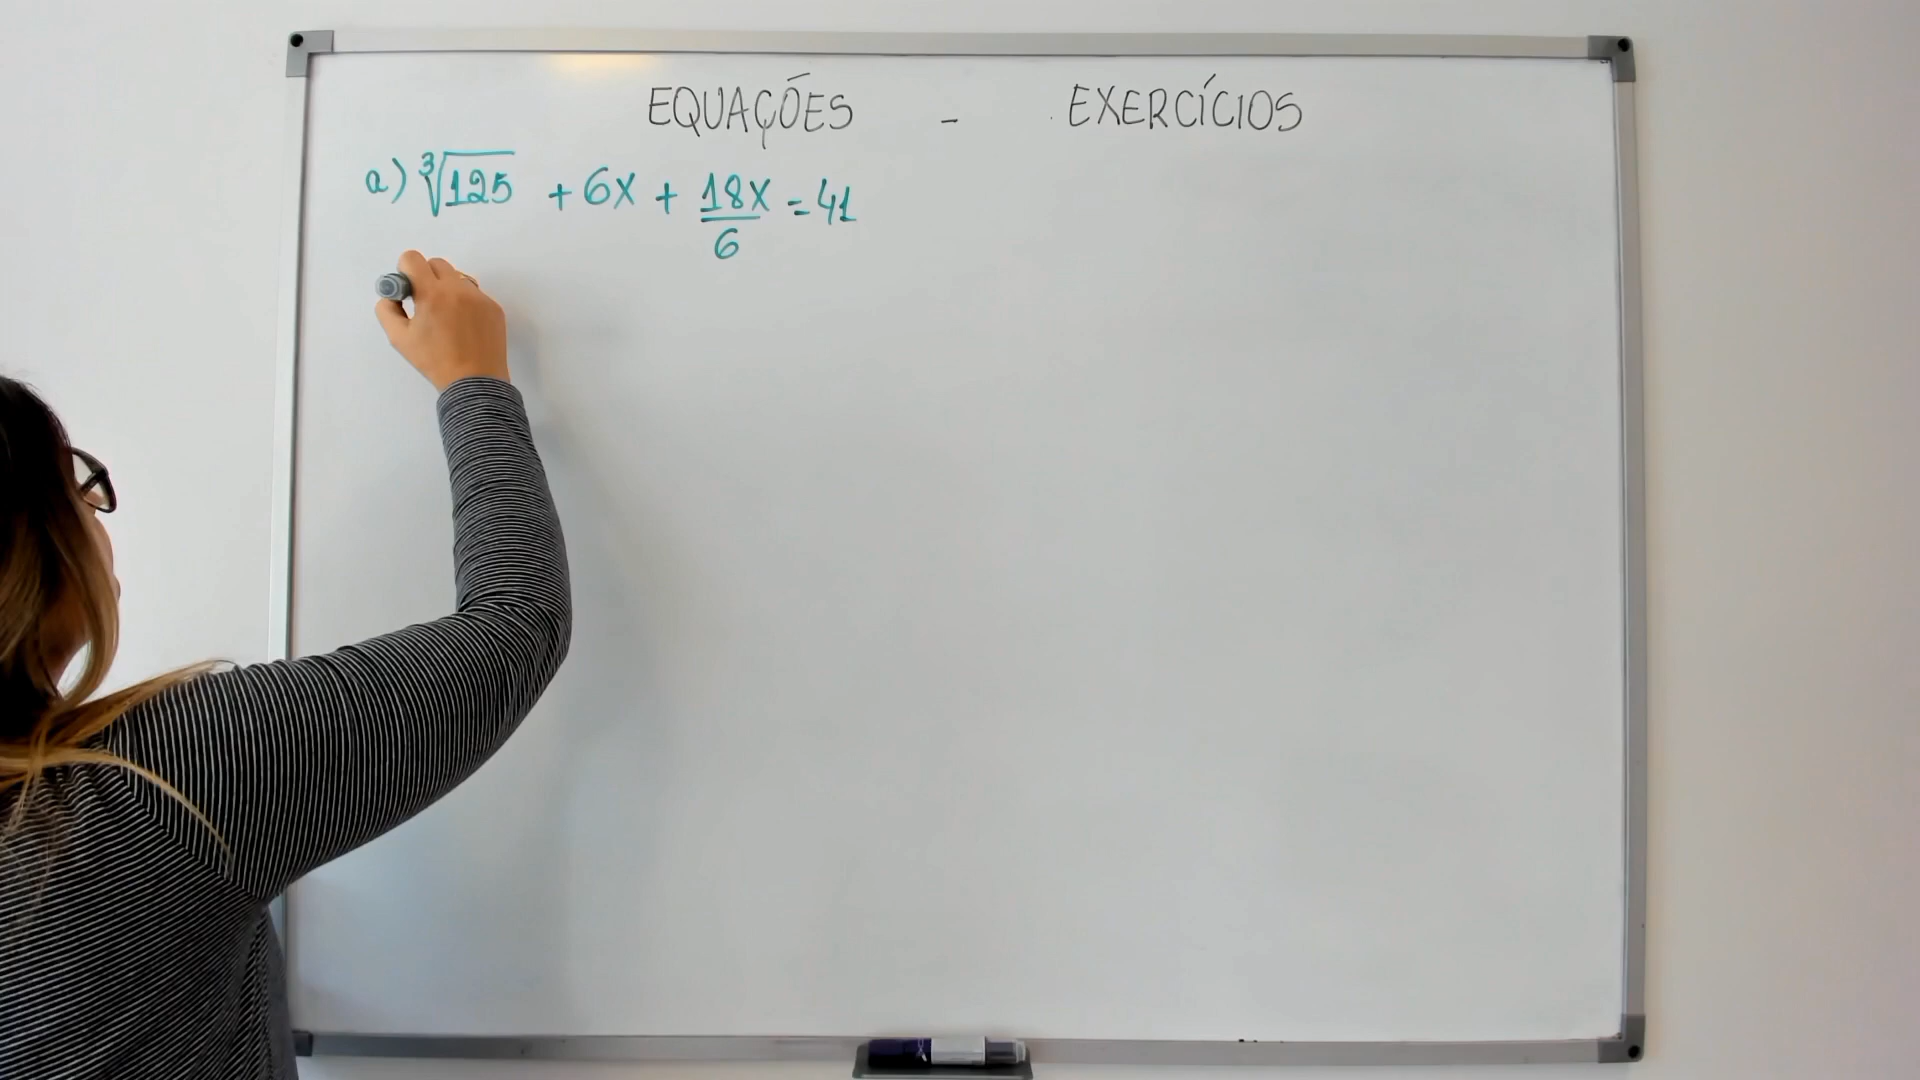 EQUAÇÕES - EXERCÍCIOS
a) ∛125 + 6x + 18x/6 = 41